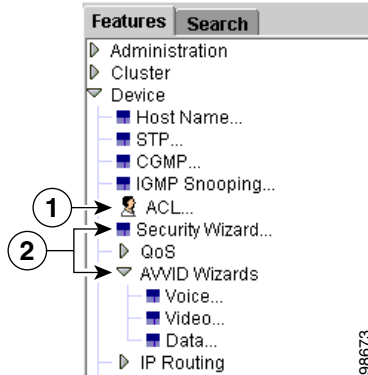 Features Search
Administration
Cluster
Device
Host Name...
STP...
CGMP...
IGMP Snooping...
1 ACL...
2 Security Wizard...
QoS
AVVID Wizards
Voice...
Video...
Data...
IP Routing
98673